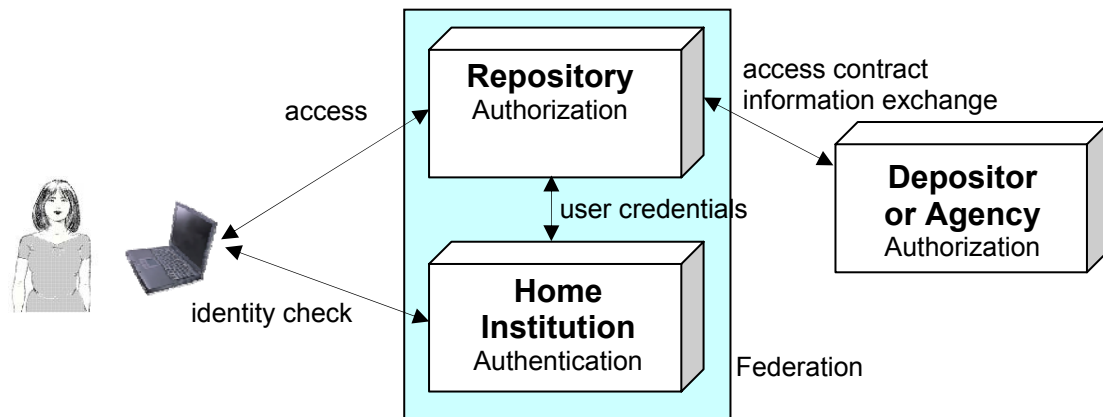 Repository
Authorization
access
access contract
information exchange
Depositor
or Agency
Authorization
user credentials
identity check
Home
Institution
Authentication
Federation